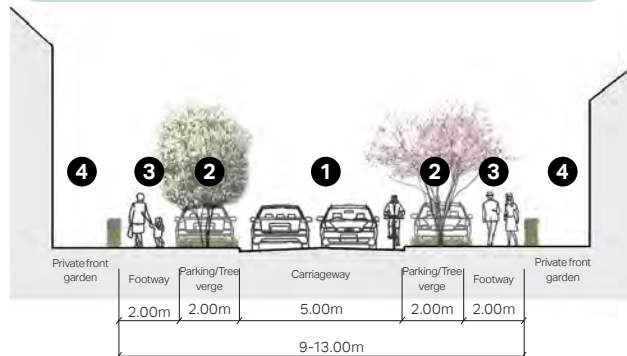 4 3 2 1 2 3 4
Private front
garden
Footway
Parking/Tree
verge
Carriageway
Parking/Tree
verge
Footway
Private front
garden
2.00m 2.00m 5.00m 2.00m 2.00m
9-13.00m